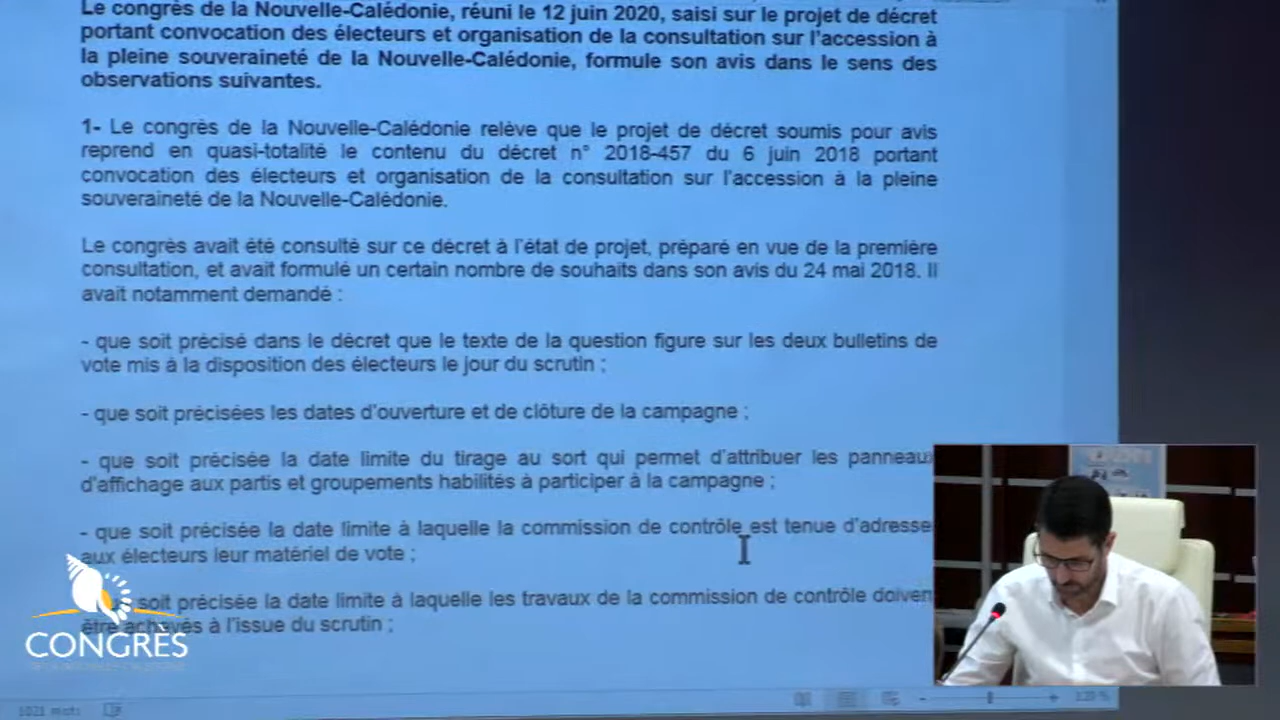 Le congrès de la Nouvelle-Calédonie, réuni le 12 juin 2020, saisi sur le projet de décret
portant convocation des électeurs et organisation de la consultation sur l'accession à
la pleine souveraineté de la Nouvelle-Calédonie, formule son avis dans le sens des
observations suivantes.
1- Le congrès de la Nouvelle-Calédonie relève que le projet de décret soumis pour avis
reprend en quasi-totalité le contenu du décret n° 2018-457 du 6 juin 2018 portant
convocation des électeurs et organisation de la consultation sur l'accession à la pleine
souveraineté de la Nouvelle-Calédonie.
Le congrès avait été consulté sur ce décret à l'état de projet, préparé en vue de la première
consultation, et avait formulé un certain nombre de souhaits dans son avis du 24 mai 2018. Il
avait notamment demandé :
- que soit précisé dans le décret que le texte de la question figure sur les deux bulletins de
vote mis à la disposition des électeurs le jour du scrutin ;
- que soit précisées les dates d'ouverture et de clôture de la campagne ;
- que soit précisée la date limite du tirage au sort qui permet d'attribuer les panneaux
d'affichage aux partis et groupements habilités à participer à la campagne ;
- que soit précisée la date limite à laquelle la commission de contrôle est tenue d'adresse
aux électeurs leur matériel de vote ;
soit précisée la date limite à laquelle les travaux de la commission de contrôle doiven
être achevés à l'issue du scrutin ;
CONGRÈS
1021 mots
120 %